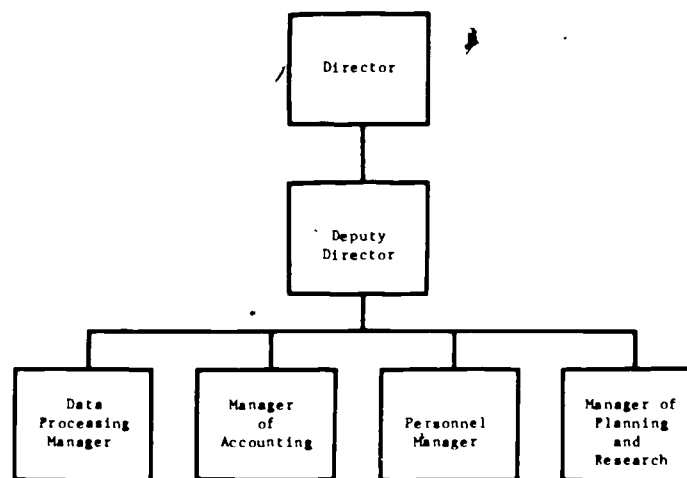 Director
Deputy
Director
Data
Processing
Manager
Manager
of
Accounting
Personnel
Manager
Manager of
Planning
and
Research